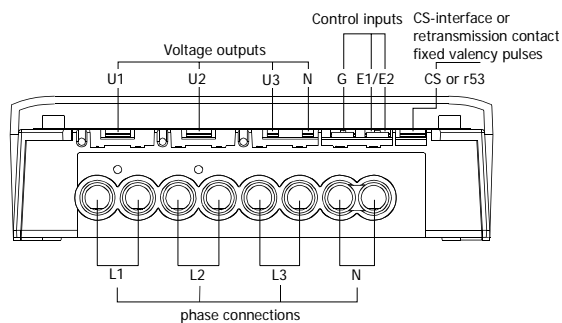 Control inputs
CS-interface or
retransmission contact
fixed valency pulses
Voltage outputs
U1 U2 U3 N G E1/E2 CS or r53
L1 L2 L3 N
phase connections